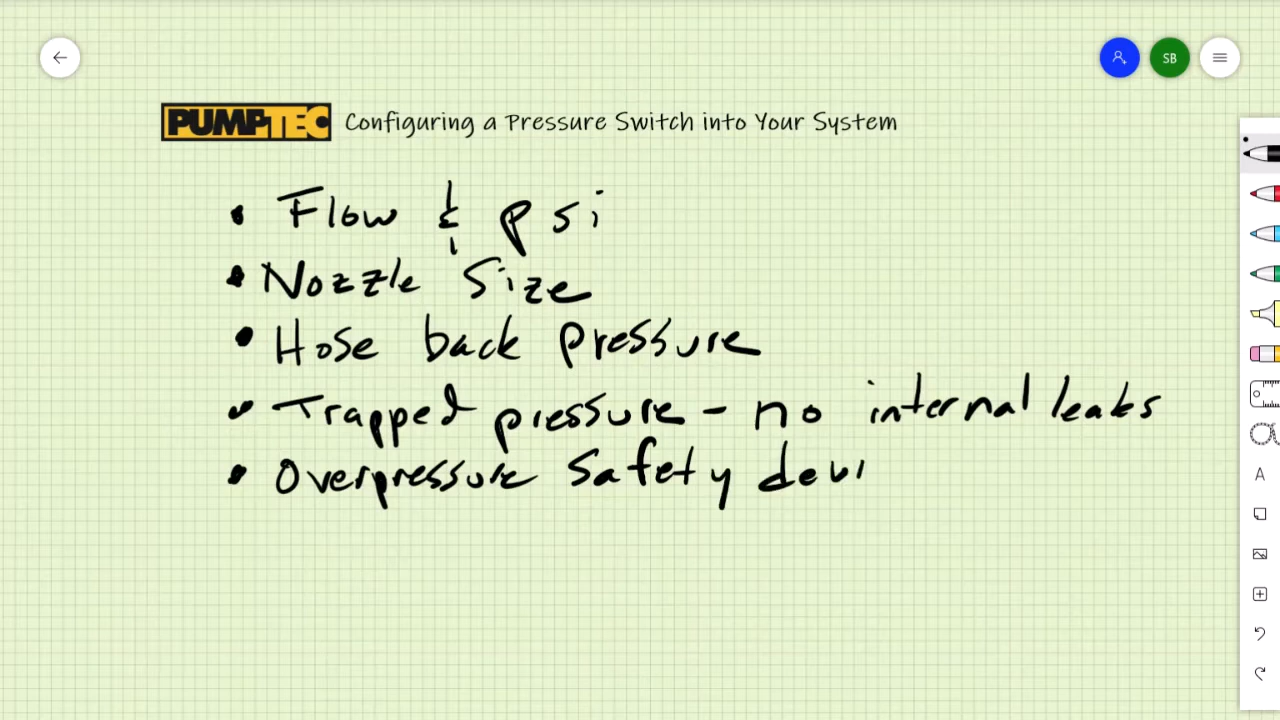 SB
PUMPTEC Configuring a Pressure Switch into Your System
• Flow & psi
• Nozzle Size
• Hose back pressure
• Trapped pressure - no internal leaks
• Overpressure Safety devi
A